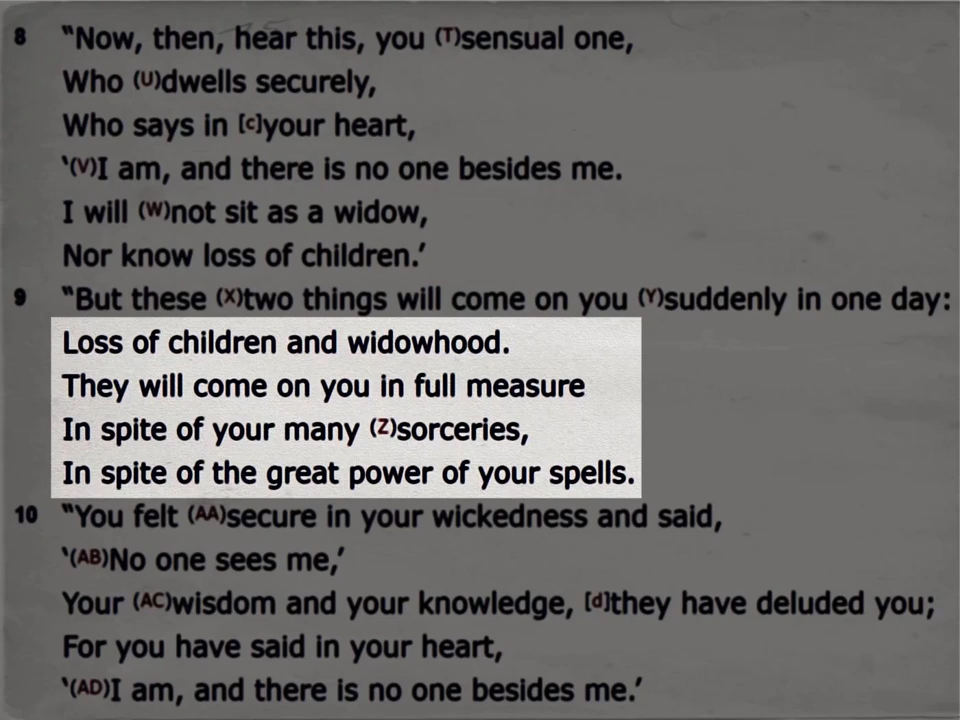 8 "Now, then, hear this, you (T)sensual one,
Who (U)dwells securely,
Who says in [c]your heart,
‘(V)I am, and there is no one besides me.
I will (W)not sit as a widow,
Nor know loss of children.’
9 "But these (X)two things will come on you (Y)suddenly in one day:
Loss of children and widowhood.
They will come on you in full measure
In spite of your many (Z)sorceries,
In spite of the great power of your spells.
10 "You felt (AA)secure in your wickedness and said,
‘(AB)No one sees me,’
Your (AC)wisdom and your knowledge, [d]they have deluded you;
For you have said in your heart,
‘(AD)I am, and there is no one besides me.’